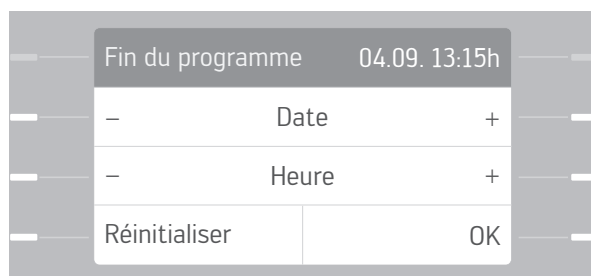 Fin du programme 04.09. 13:15h
– Date +
– Heure +
Réinitialiser OK